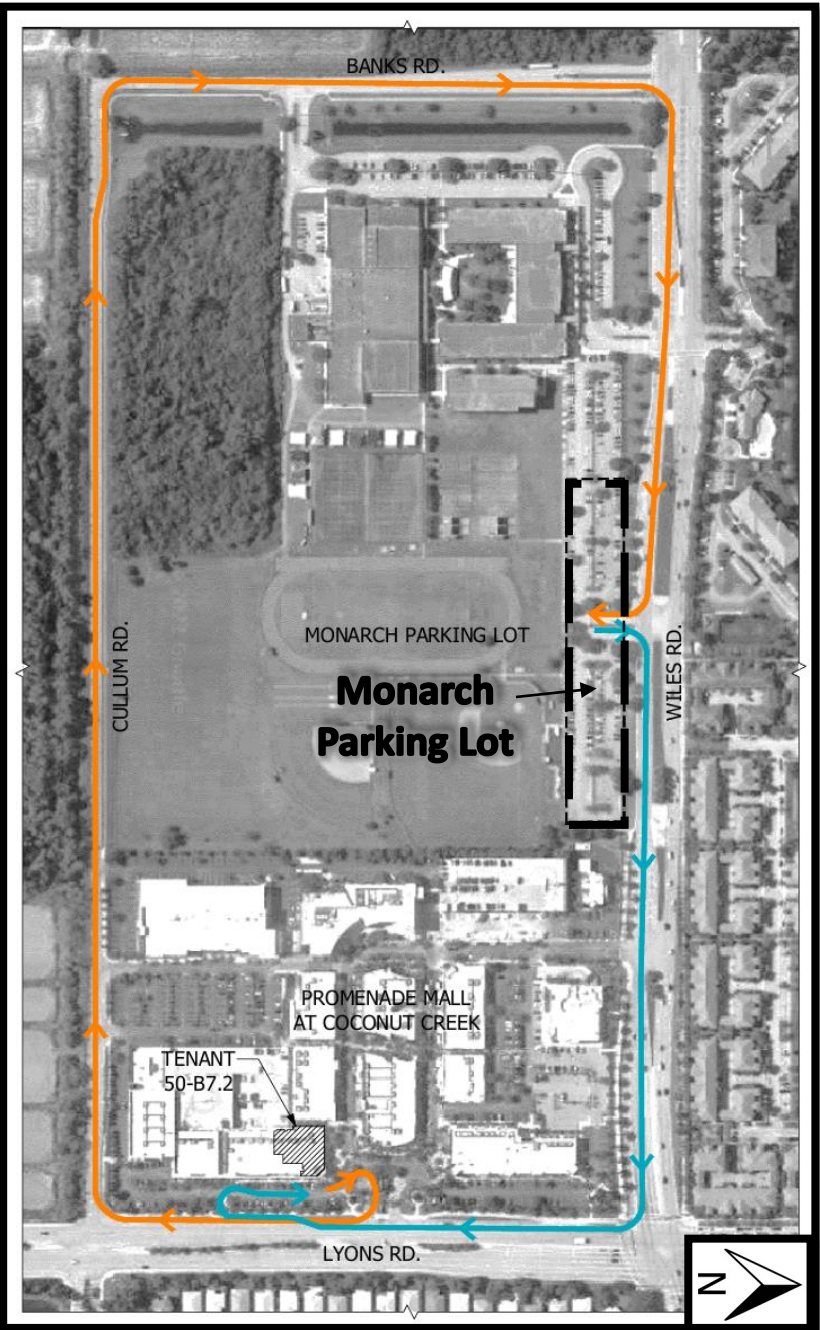 BANKS RD.
MONARCH PARKING LOT
CULLUM RD.
WILES RD.
Monarch
Parking Lot
PROMENADE MALL
AT COCONUT CREEK
TENANT
50-B7.2
LYONS RD.
N